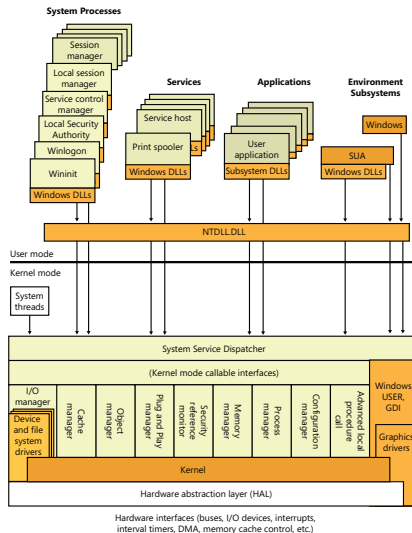 System Processes
Session
manager
Local session
manager
Service control
manager
Local Security
Authority
Winlogon
Wininit
Windows DLLs
Services
Service host
Print spooler
Windows DLLs
Applications
User
application
Subsystem DLLs
Environment
Subsystems
Windows
SUA
Windows DLLs
NTDLL.DLL
User mode
Kernel mode
System
threads
System Service Dispatcher
(Kernel mode callable interfaces)
I/O
manager
Device and
file system
drivers
Cache
manager
Object
manager
Plug and Play
manager
Security
reference
monitor
Memory
manager
Process
manager
Configuration
manager
Advanced local
procedure
call
Windows
USER,
GDI
Graphics
drivers
Kernel
Hardware abstraction layer (HAL)
Hardware interfaces (buses, I/O devices, interrupts,
interval timers, DMA, memory cache control, etc.)